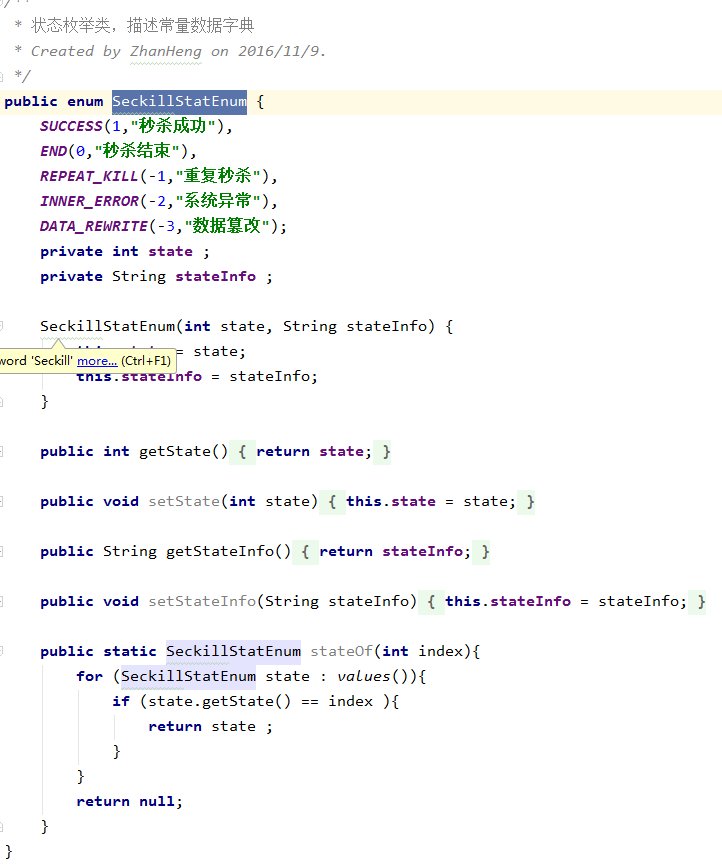 /**
 * 状态枚举类，描述常量数据字典
 * Created by ZhanHeng on 2016/11/9.
 */
public enum SeckillStatEnum {
    SUCCESS(1,"秒杀成功"),
    END(0,"秒杀结束"),
    REPEAT_KILL(-1,"重复秒杀"),
    INNER_ERROR(-2,"系统异常"),
    DATA_REWRITE(-3,"数据篡改");
    private int state ;
    private String stateInfo ;
    SeckillStatEnum(int state, String stateInfo) {
        = state;
word 'Seckill' more... (Ctrl+F1)
        this.stateInfo = stateInfo;
    }
    public int getState() { return state; }
    public void setState(int state) { this.state = state; }
    public String getStateInfo() { return stateInfo; }
    public void setStateInfo(String stateInfo) { this.stateInfo = stateInfo; }
    public static SeckillStatEnum stateOf(int index){
        for (SeckillStatEnum state : values()){
            if (state.getState() == index ){
                return state ;
            }
        }
        return null;
    }
}